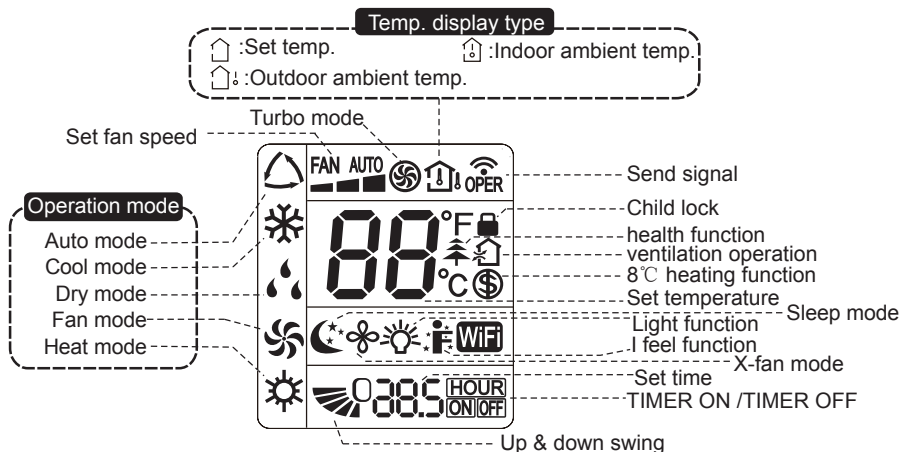 Temp. display type
:Set temp.
:Indoor ambient temp.
:Outdoor ambient temp.
Turbo mode
Set fan speed
FAN AUTO
OPER
Send signal
Operation mode
Auto mode
Cool mode
Dry mode
Fan mode
Heat mode
88
°F
°C
Child lock
health function
ventilation operation
8℃ heating function
Set temperature
Sleep mode
Light function
I feel function
WiFi
X-fan mode
Set time
038.5
HOUR
ON OFF
TIMER ON /TIMER OFF
Up & down swing